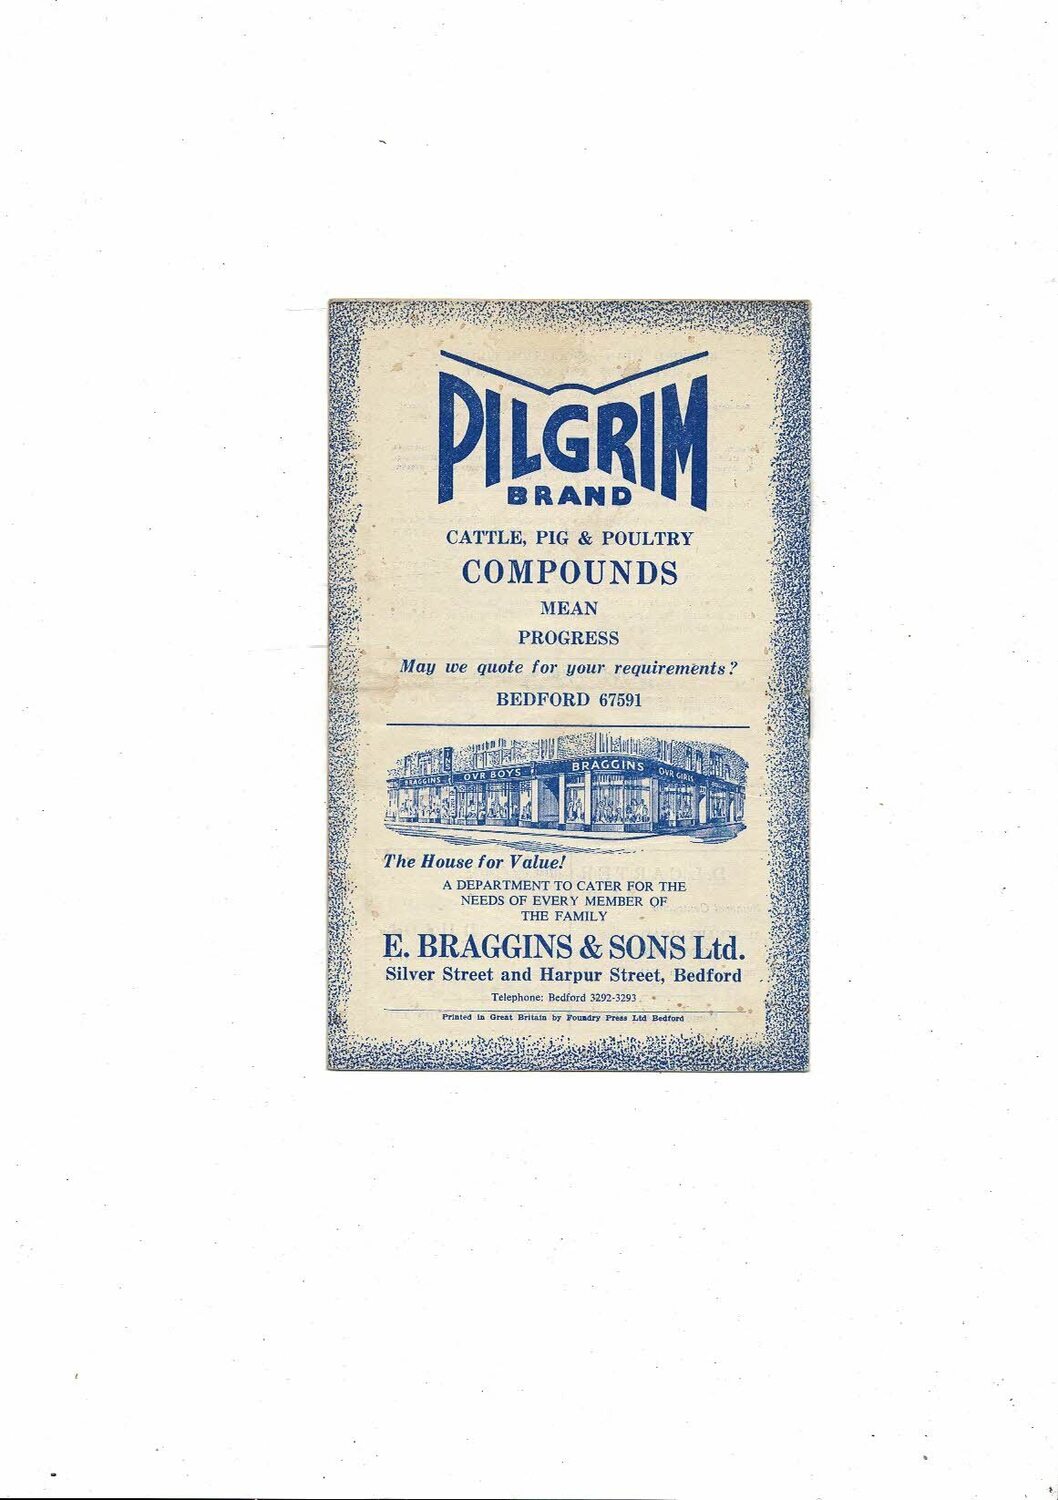 PILGRIM
BRAND
CATTLE, PIG & POULTRY
COMPOUNDS
MEAN
PROGRESS
May we quote for your requirements?
BEDFORD 67591
BRAGGINS OVR BOYS BRAGGINS OVR GIRLS
The House for Value!
A DEPARTMENT TO CATER FOR THE
NEEDS OF EVERY MEMBER OF
THE FAMILY
E. BRAGGINS & SONS Ltd.
Silver Street and Harpur Street, Bedford
Telephone: Bedford 3292-3293
Printed in Great Britain by Foundry Press Ltd Bedford